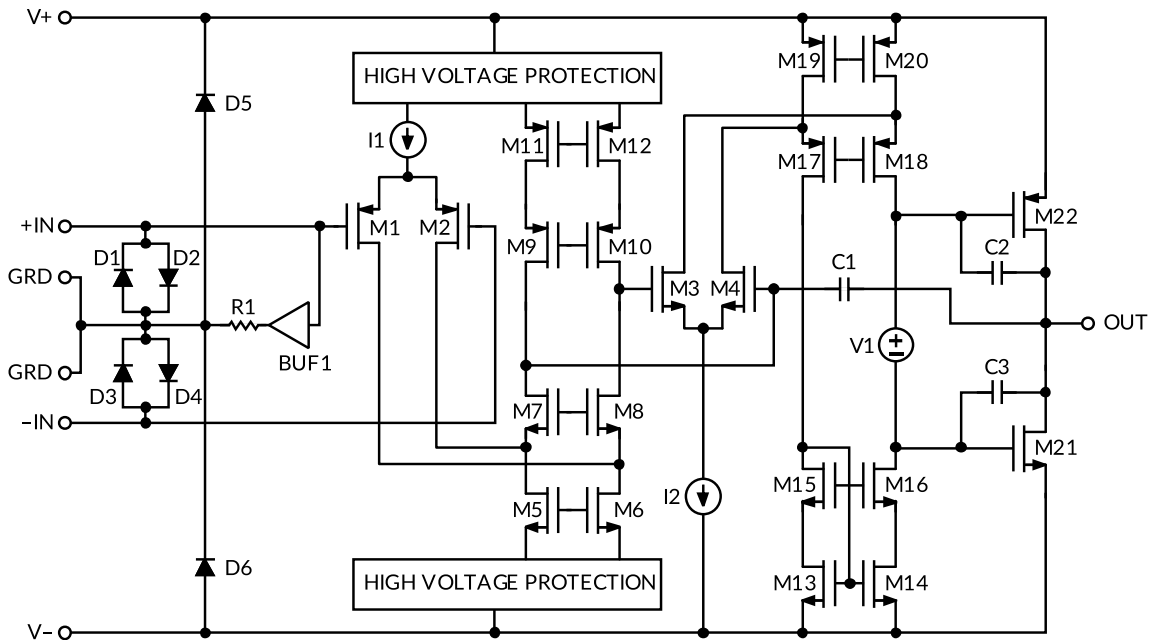 V+
HIGH VOLTAGE PROTECTION
M19
M20
D5
I1
M11
M12
M17
M18
+IN
M1
M2
M9
M10
M22
D1
D2
GRD
M3
M4
C1
C2
R1
OUT
BUF1
V1
GRD
D3
D4
C3
–IN
M7
M8
M21
M5
M6
I2
M15
M16
D6
HIGH VOLTAGE PROTECTION
M13
M14
V–